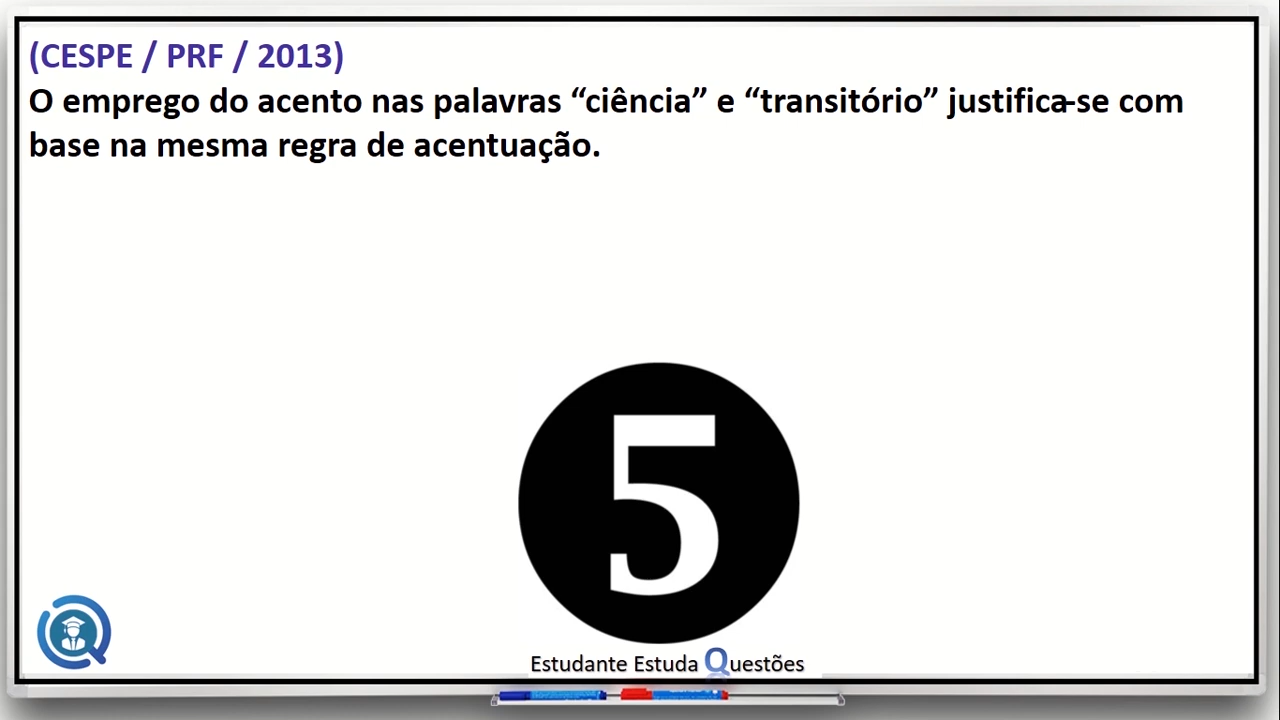 (CESPE / PRF / 2013)
O emprego do acento nas palavras “ciência” e “transitório” justifica-se com
base na mesma regra de acentuação.
5
Estudante Estuda Questões